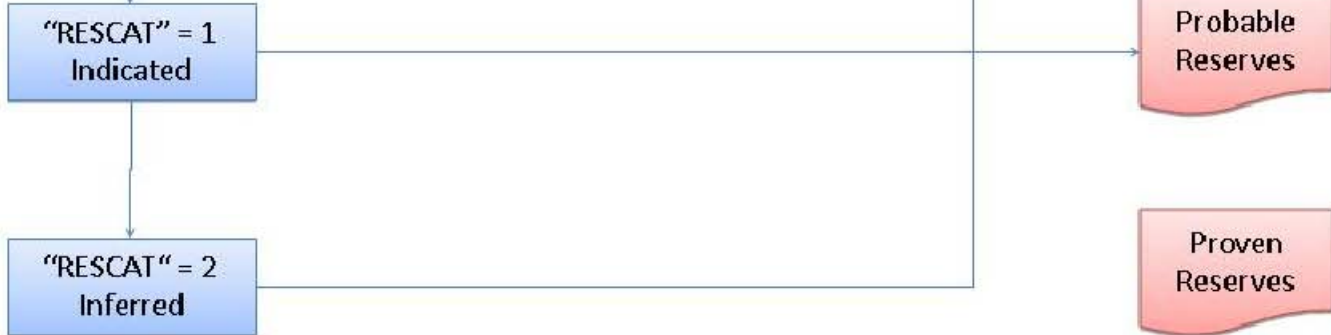 “RESCAT” = 1
Indicated
Probable
Reserves
“RESCAT“ = 2
Inferred
Proven
Reserves